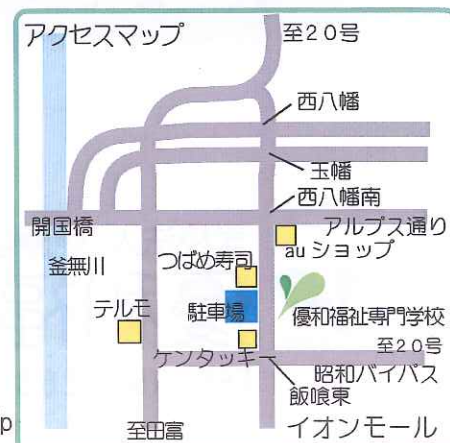 アクセスマップ
至20号
西八幡
玉幡
西八幡南
開国橋
アルプス通り
auショップ
釜無川
つばめ寿司
テルモ
駐車場
優和福祉専門学校
至20号
ケンタッキー
昭和バイパス
飯喰東
p
至田富
イオンモール